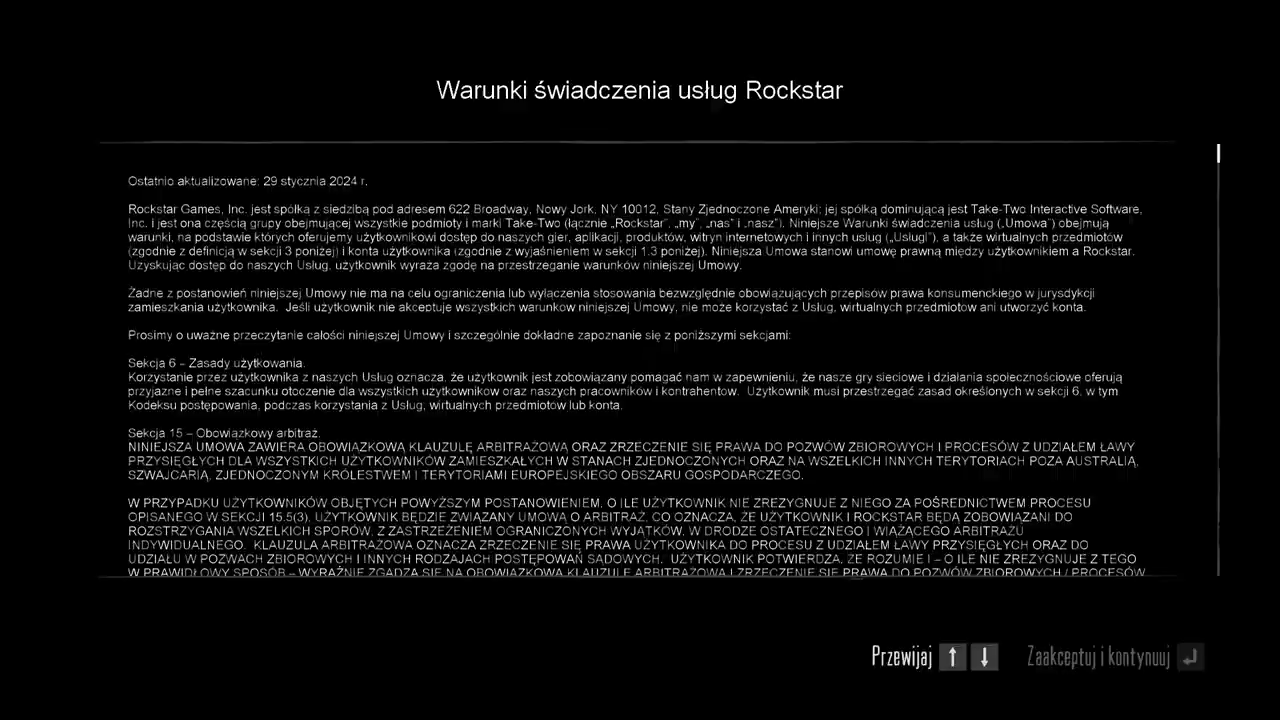 Warunki świadczenia usług Rockstar
Ostatnio aktualizowane: 29 stycznia 2024 r.
Rockstar Games, Inc. jest spółką z siedzibą pod adresem 622 Broadway, Nowy Jork, NY 10012, Stany Zjednoczone Ameryki; jej spółką dominującą jest Take-Two Interactive Software,
Inc. i jest ona częścią grupy obejmującej wszystkie podmioty i marki Take-Two (łącznie „Rockstar”, „my”, „nas” i „nasz”). Niniejsze Warunki świadczenia usług („Umowa”) obejmują
warunki, na podstawie których oferujemy użytkownikowi dostęp do naszych gier, aplikacji, produktów, witryn internetowych i innych usług („Usługi”), a także wirtualnych przedmiotów
(zgodnie z definicją w sekcji 3 poniżej) i konta użytkownika (zgodnie z wyjaśnieniem w sekcji 1.3 poniżej). Niniejsza Umowa stanowi umowę prawną między użytkownikiem a Rockstar.
Uzyskując dostęp do naszych Usług, użytkownik wyraża zgodę na przestrzeganie warunków niniejszej Umowy.
Żadne z postanowień niniejszej Umowy nie ma na celu ograniczenia lub wyłączenia stosowania bezwzględnie obowiązujących przepisów prawa konsumenckiego w jurysdykcji
zamieszkania użytkownika. Jeśli użytkownik nie akceptuje wszystkich warunków niniejszej Umowy, nie może korzystać z Usług, wirtualnych przedmiotów ani utworzyć konta.
Prosimy o uważne przeczytanie całości niniejszej Umowy i szczególnie dokładne zapoznanie się z poniższymi sekcjami:
Sekcja 6 – Zasady użytkowania.
Korzystanie przez użytkownika z naszych Usług oznacza, że użytkownik jest zobowiązany pomagać nam w zapewnieniu, że nasze gry sieciowe i działania społecznościowe oferują
przyjazne i pełne szacunku otoczenie dla wszystkich użytkowników oraz naszych pracowników i kontrahentów. Użytkownik musi przestrzegać zasad określonych w sekcji 6, w tym
Kodeksu postępowania, podczas korzystania z Usług, wirtualnych przedmiotów lub konta.
Sekcja 15 – Obowiązkowy arbitraż.
NINIEJSZA UMOWA ZAWIERA OBOWIĄZKOWĄ KLAUZULĘ ARBITRAŻOWĄ ORAZ ZRZECZENIE SIĘ PRAWA DO POZWÓW ZBIOROWYCH I PROCESÓW Z UDZIAŁEM ŁAWY
PRZYSIĘGŁYCH DLA WSZYSTKICH UŻYTKOWNIKÓW ZAMIESZKAŁYCH W STANACH ZJEDNOCZONYCH ORAZ NA WSZELKICH INNYCH TERYTORIACH POZA AUSTRALIĄ,
SZWAJCARIĄ, ZJEDNOCZONYM KRÓLESTWEM I TERYTORIAMI EUROPEJSKIEGO OBSZARU GOSPODARCZEGO.
W PRZYPADKU UŻYTKOWNIKÓW OBJĘTYCH POWYŻSZYM POSTANOWIENIEM, O ILE UŻYTKOWNIK NIE ZREZYGNUJE Z NIEGO ZA POŚREDNICTWEM PROCESU
OPISANEGO W SEKCJI 15.5(3), UŻYTKOWNIK BĘDZIE ZWIĄZANY UMOWĄ O ARBITRAŻ, CO OZNACZA, ŻE UŻYTKOWNIK I ROCKSTAR BĘDĄ ZOBOWIĄZANI DO
ROZSTRZYGANIA WSZELKICH SPORÓW, Z ZASTRZEŻENIEM OGRANICZONYCH WYJĄTKÓW, W DRODZE OSTATECZNEGO I WIĄŻĄCEGO ARBITRAŻU
INDYWIDUALNEGO. KLAUZULA ARBITRAŻOWA OZNACZA ZRZECZENIE SIĘ PRAWA UŻYTKOWNIKA DO PROCESU Z UDZIAŁEM ŁAWY PRZYSIĘGŁYCH ORAZ DO
UDZIAŁU W POZWACH ZBIOROWYCH I INNYCH RODZAJACH POSTĘPOWAŃ SĄDOWYCH. UŻYTKOWNIK POTWIERDZA, ŻE ROZUMIE I – O ILE NIE ZREZYGNUJE Z TEGO
W PRAWIDŁOWY SPOSÓB – WYRAŹNIE ZGADZA SIĘ NA OBOWIĄZKOWĄ KLAUZULĘ ARBITRAŻOWĄ I ZRZECZENIE SIĘ PRAWA DO POZWÓW ZBIOROWYCH / PROCESÓW
Przewijaj ↑ ↓ Zaakceptuj i kontynuuj